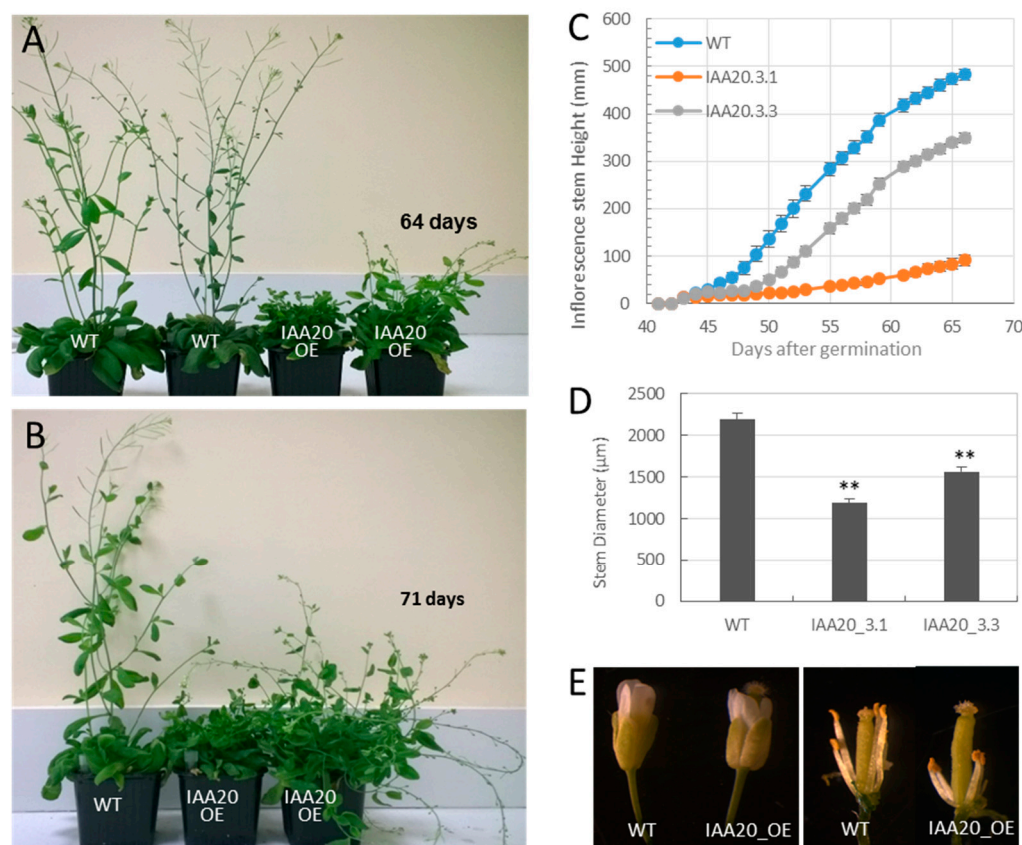 A
64 days
WT
WT
IAA20
OE
IAA20
OE
B
71 days
WT
IAA20
OE
IAA20
OE
C
Inflorescence stem Height (mm)
600
500
400
300
200
100
0
WT
IAA20.3.1
IAA20.3.3
40
45
50
55
60
65
70
Days after germination
D
Stem Diameter (µm)
2500
2000
1500
1000
500
0
**
**
WT
IAA20_3.1
IAA20_3.3
E
WT
IAA20_OE
WT
IAA20_OE